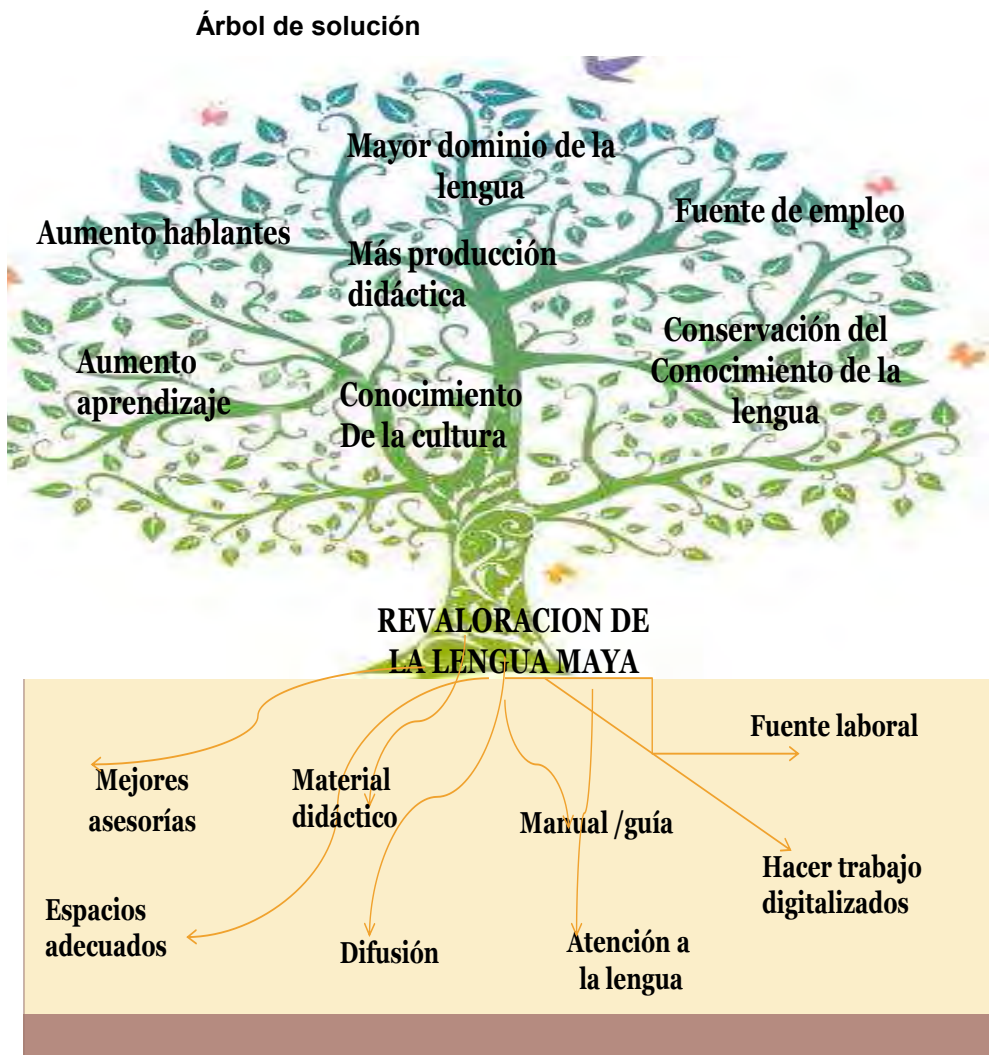 Árbol de solución
Mayor dominio de la
lengua
Fuente de empleo
Aumento hablantes
Más producción
didáctica
Conservación del
Conocimiento de la
lengua
Aumento
aprendizaje
Conocimiento
De la cultura
REVALORACION DE
LA LENGUA MAYA
Fuente laboral
Mejores
asesorías
Material
didáctico
Manual /guía
Hacer trabajo
digitalizados
Espacios
adecuados
Difusión
Atención a
la lengua